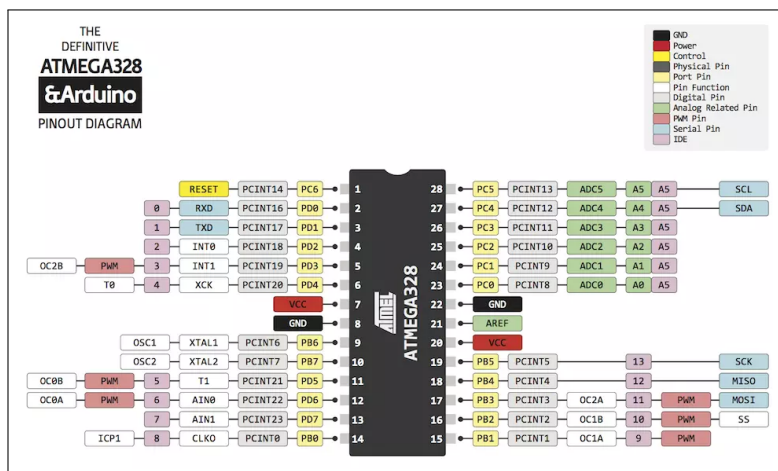 THE
DEFINITIVE
ATMEGA328
&Arduino
PINOUT DIAGRAM
GND
Power
Control
Physical Pin
Port Pin
Pin Function
Digital Pin
Analog Related Pin
PWM Pin
Serial Pin
IDE
RESET PCINT14 PC6 1 28 PC5 PCINT13 ADC5 A5 A5 SCL
0 RXD PCINT16 PD0 2 27 PC4 PCINT12 ADC4 A4 A5 SDA
1 TXD PCINT17 PD1 3 26 PC3 PCINT11 ADC3 A3 A5
2 INT0 PCINT18 PD2 4 25 PC2 PCINT10 ADC2 A2 A5
OC2B PWM 3 INT1 PCINT19 PD3 5 24 PC1 PCINT9 ADC1 A1 A5
T0 4 XCK PCINT20 PD4 6 23 PC0 PCINT8 ADC0 A0 A5
VCC 7 22 GND
GND 8 21 AREF
OSC1 XTAL1 PCINT6 PB6 9 20 VCC
OSC2 XTAL2 PCINT7 PB7 10 19 PB5 PCINT5 13 SCK
OC0B PWM 5 T1 PCINT21 PD5 11 18 PB4 PCINT4 12 MISO
OC0A PWM 6 AIN0 PCINT22 PD6 12 17 PB3 PCINT3 OC2A 11 PWM MOSI
7 AIN1 PCINT23 PD7 13 16 PB2 PCINT2 OC1B 10 PWM SS
ICP1 8 CLKO PCINT0 PB0 14 15 PB1 PCINT1 OC1A 9 PWM
ATMEL
ATMEGA328